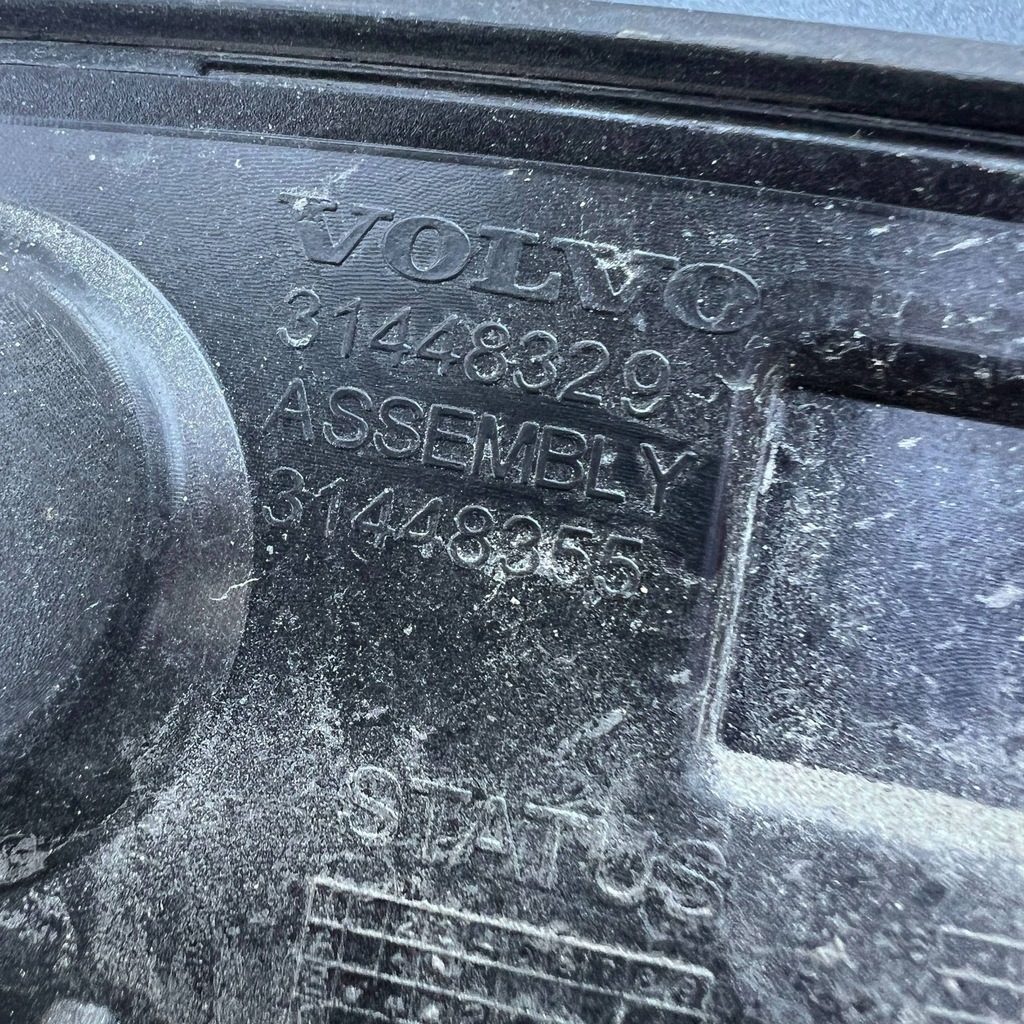 VOLVO
31448329
ASSEMBLY
31448355
STATUS